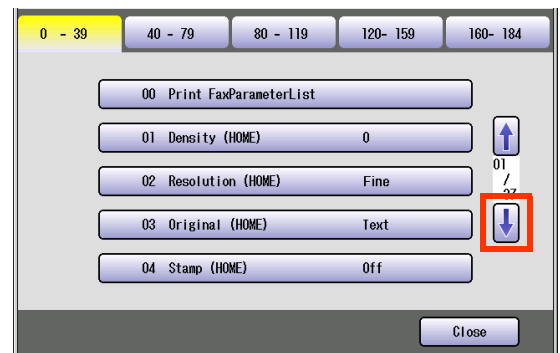 0 - 39
40 - 79
80 - 119
120- 159
160- 184
00 Print FaxParameterList
01 Density (HOME) 0
02 Resolution (HOME) Fine
03 Original (HOME) Text
04 Stamp (HOME) Off
01
/
Close